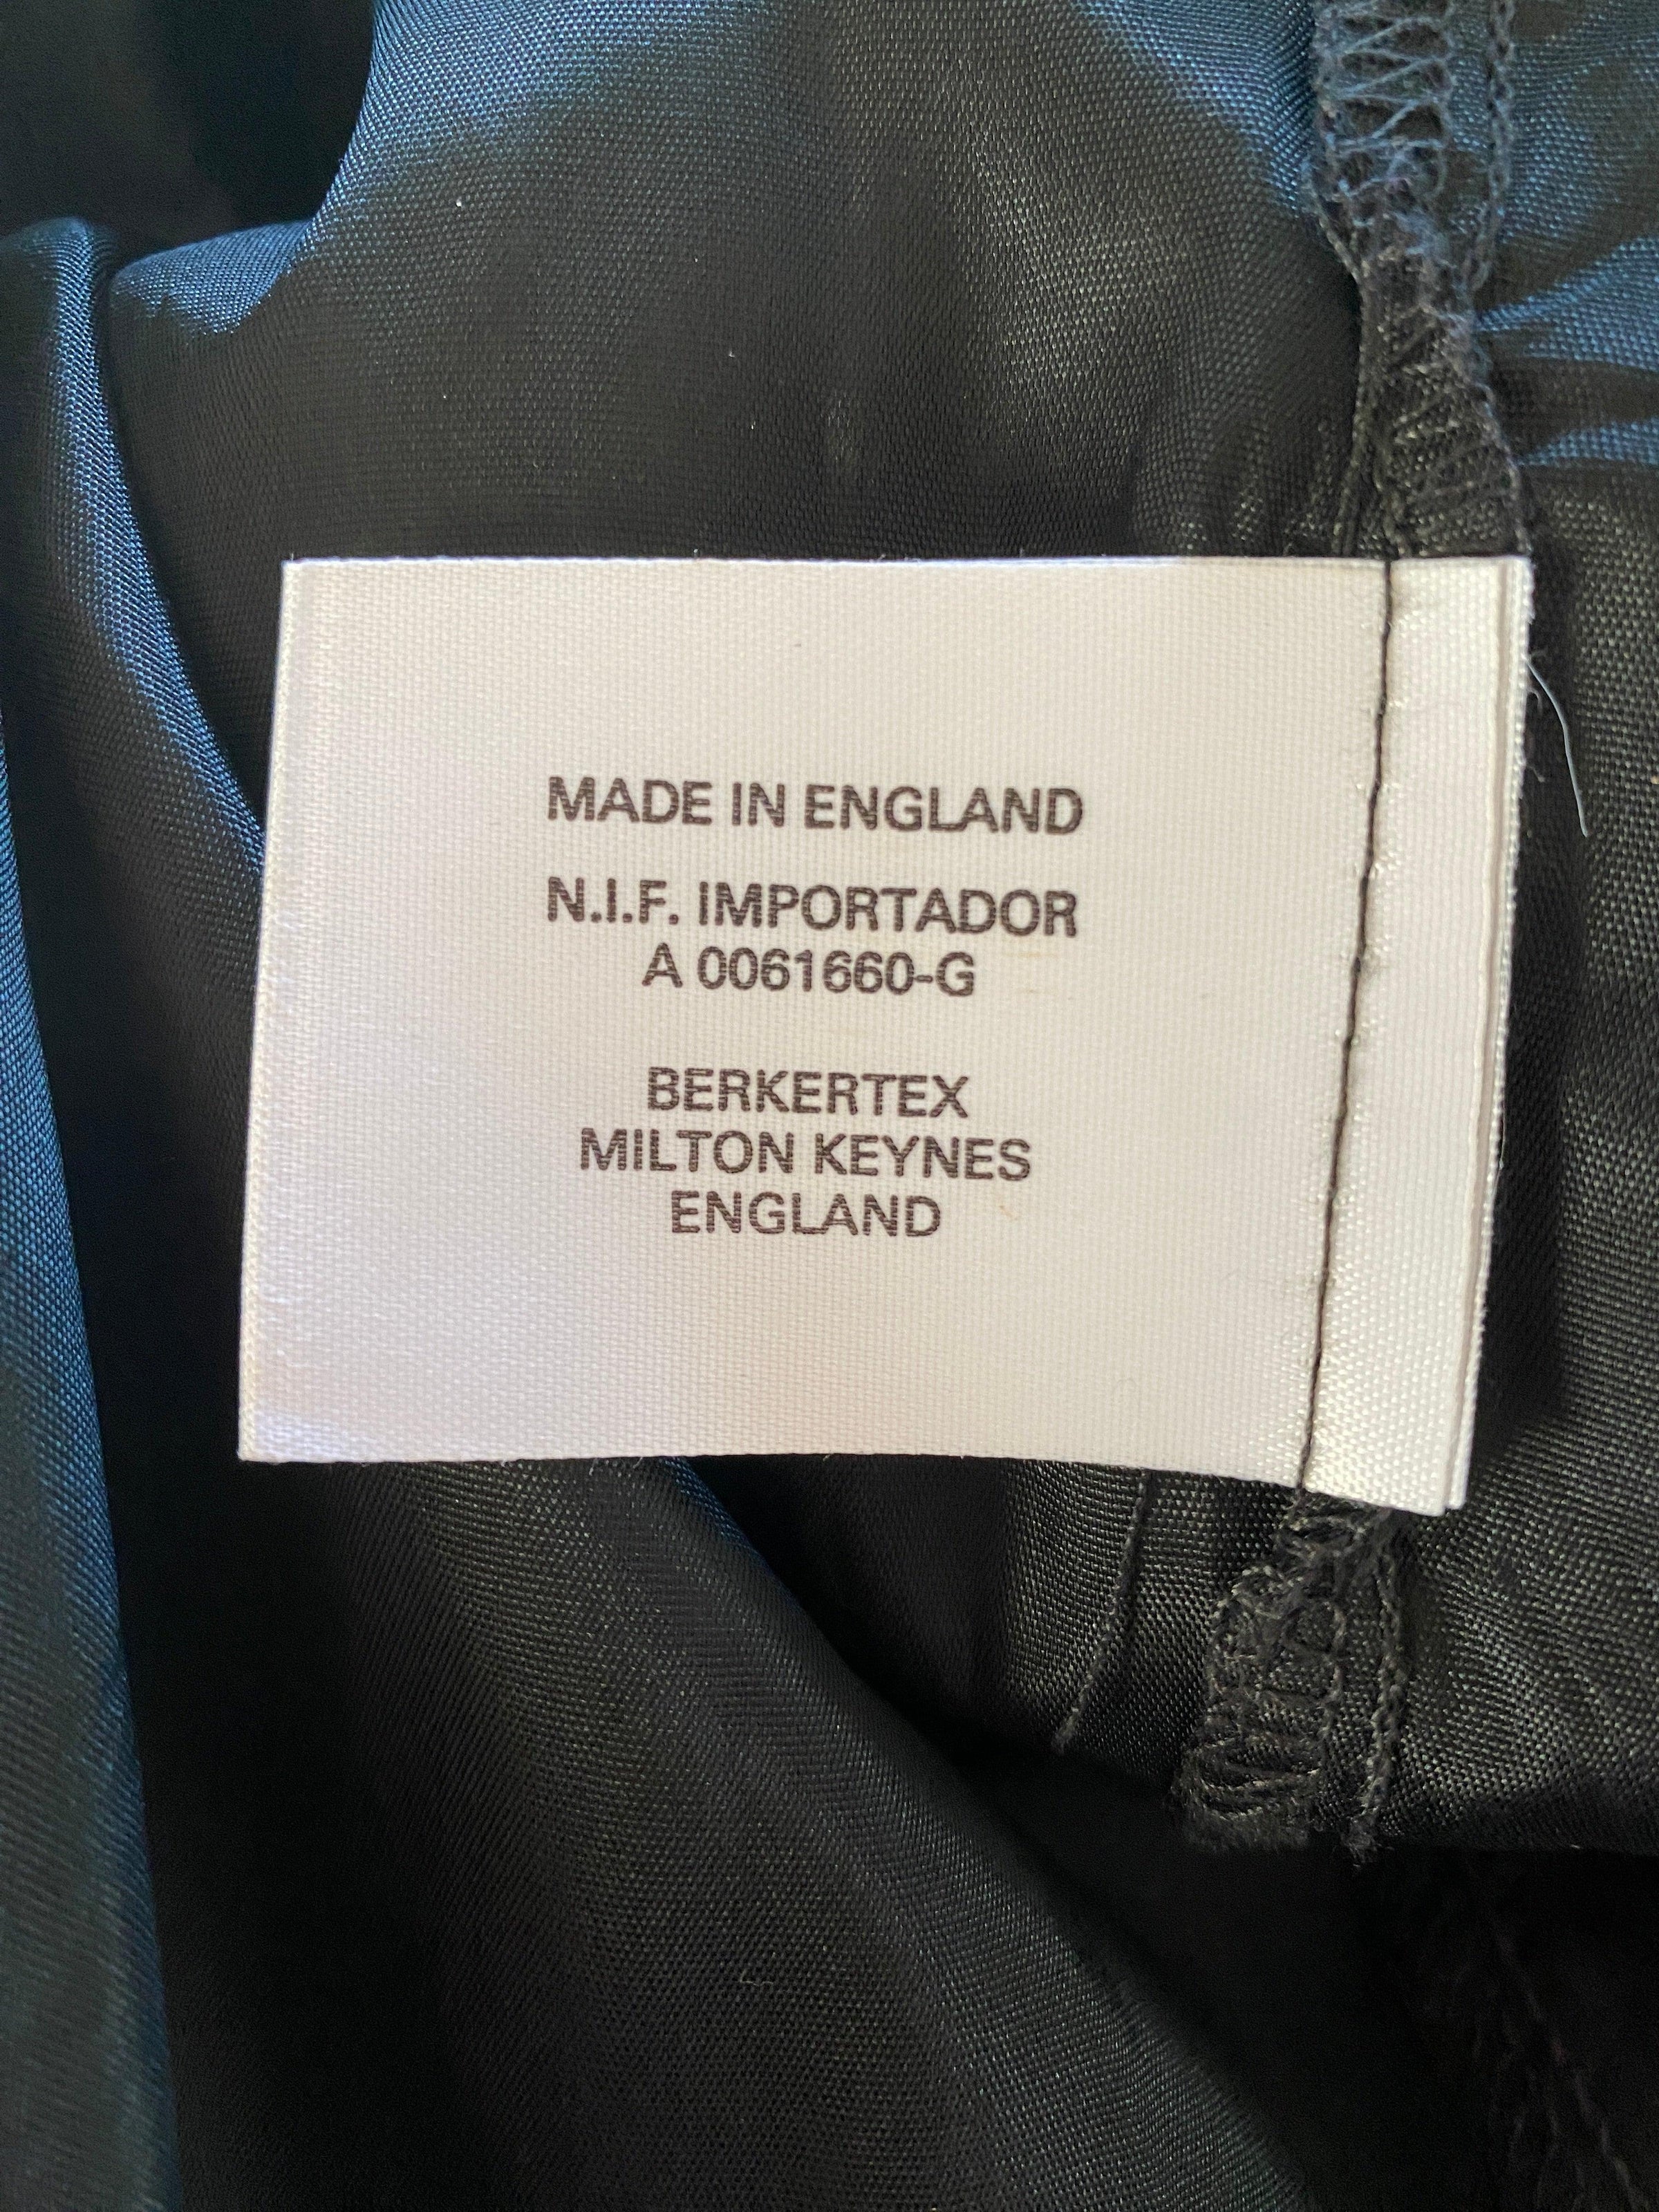 MADE IN ENGLAND
N.I.F. IMPORTADOR
A 0061660-G
BERKERTEX
MILTON KEYNES
ENGLAND